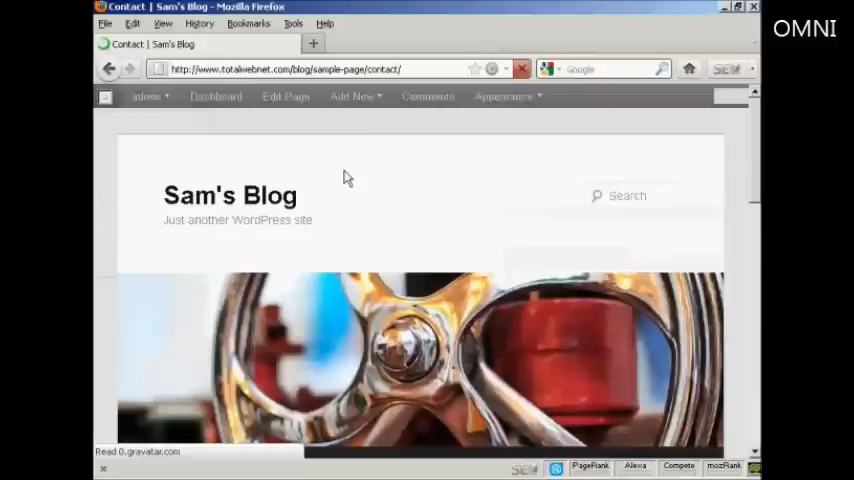 Contact | Sam's Blog - Mozilla Firefox
OMNI
File Edit View History Bookmarks Tools Help
Contact | Sam's Blog
http://www.totalwebnet.com/blog/sample-page/contact/
Google
admin Dashboard Edit Page Add New Comments Appearance
Sam's Blog
Search
Just another WordPress site
Read 0.gravatar.com
PageRank Alexa Compete mozRank